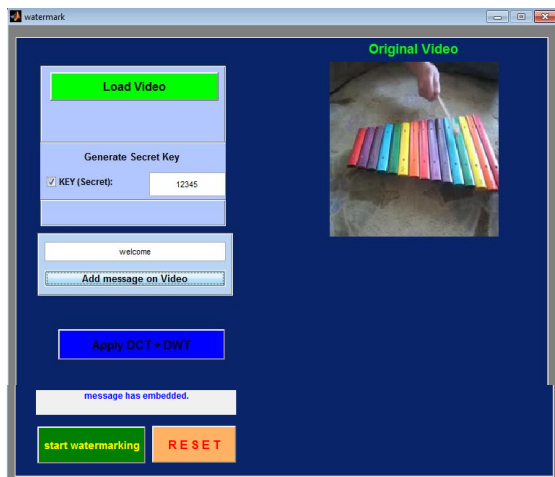 watermark
Original Video
Load Video
Generate Secret Key
KEY (Secret):
12345
welcome
Add message on Video
Apply DCT + DWT
message has embedded.
start watermarking
R E S E T